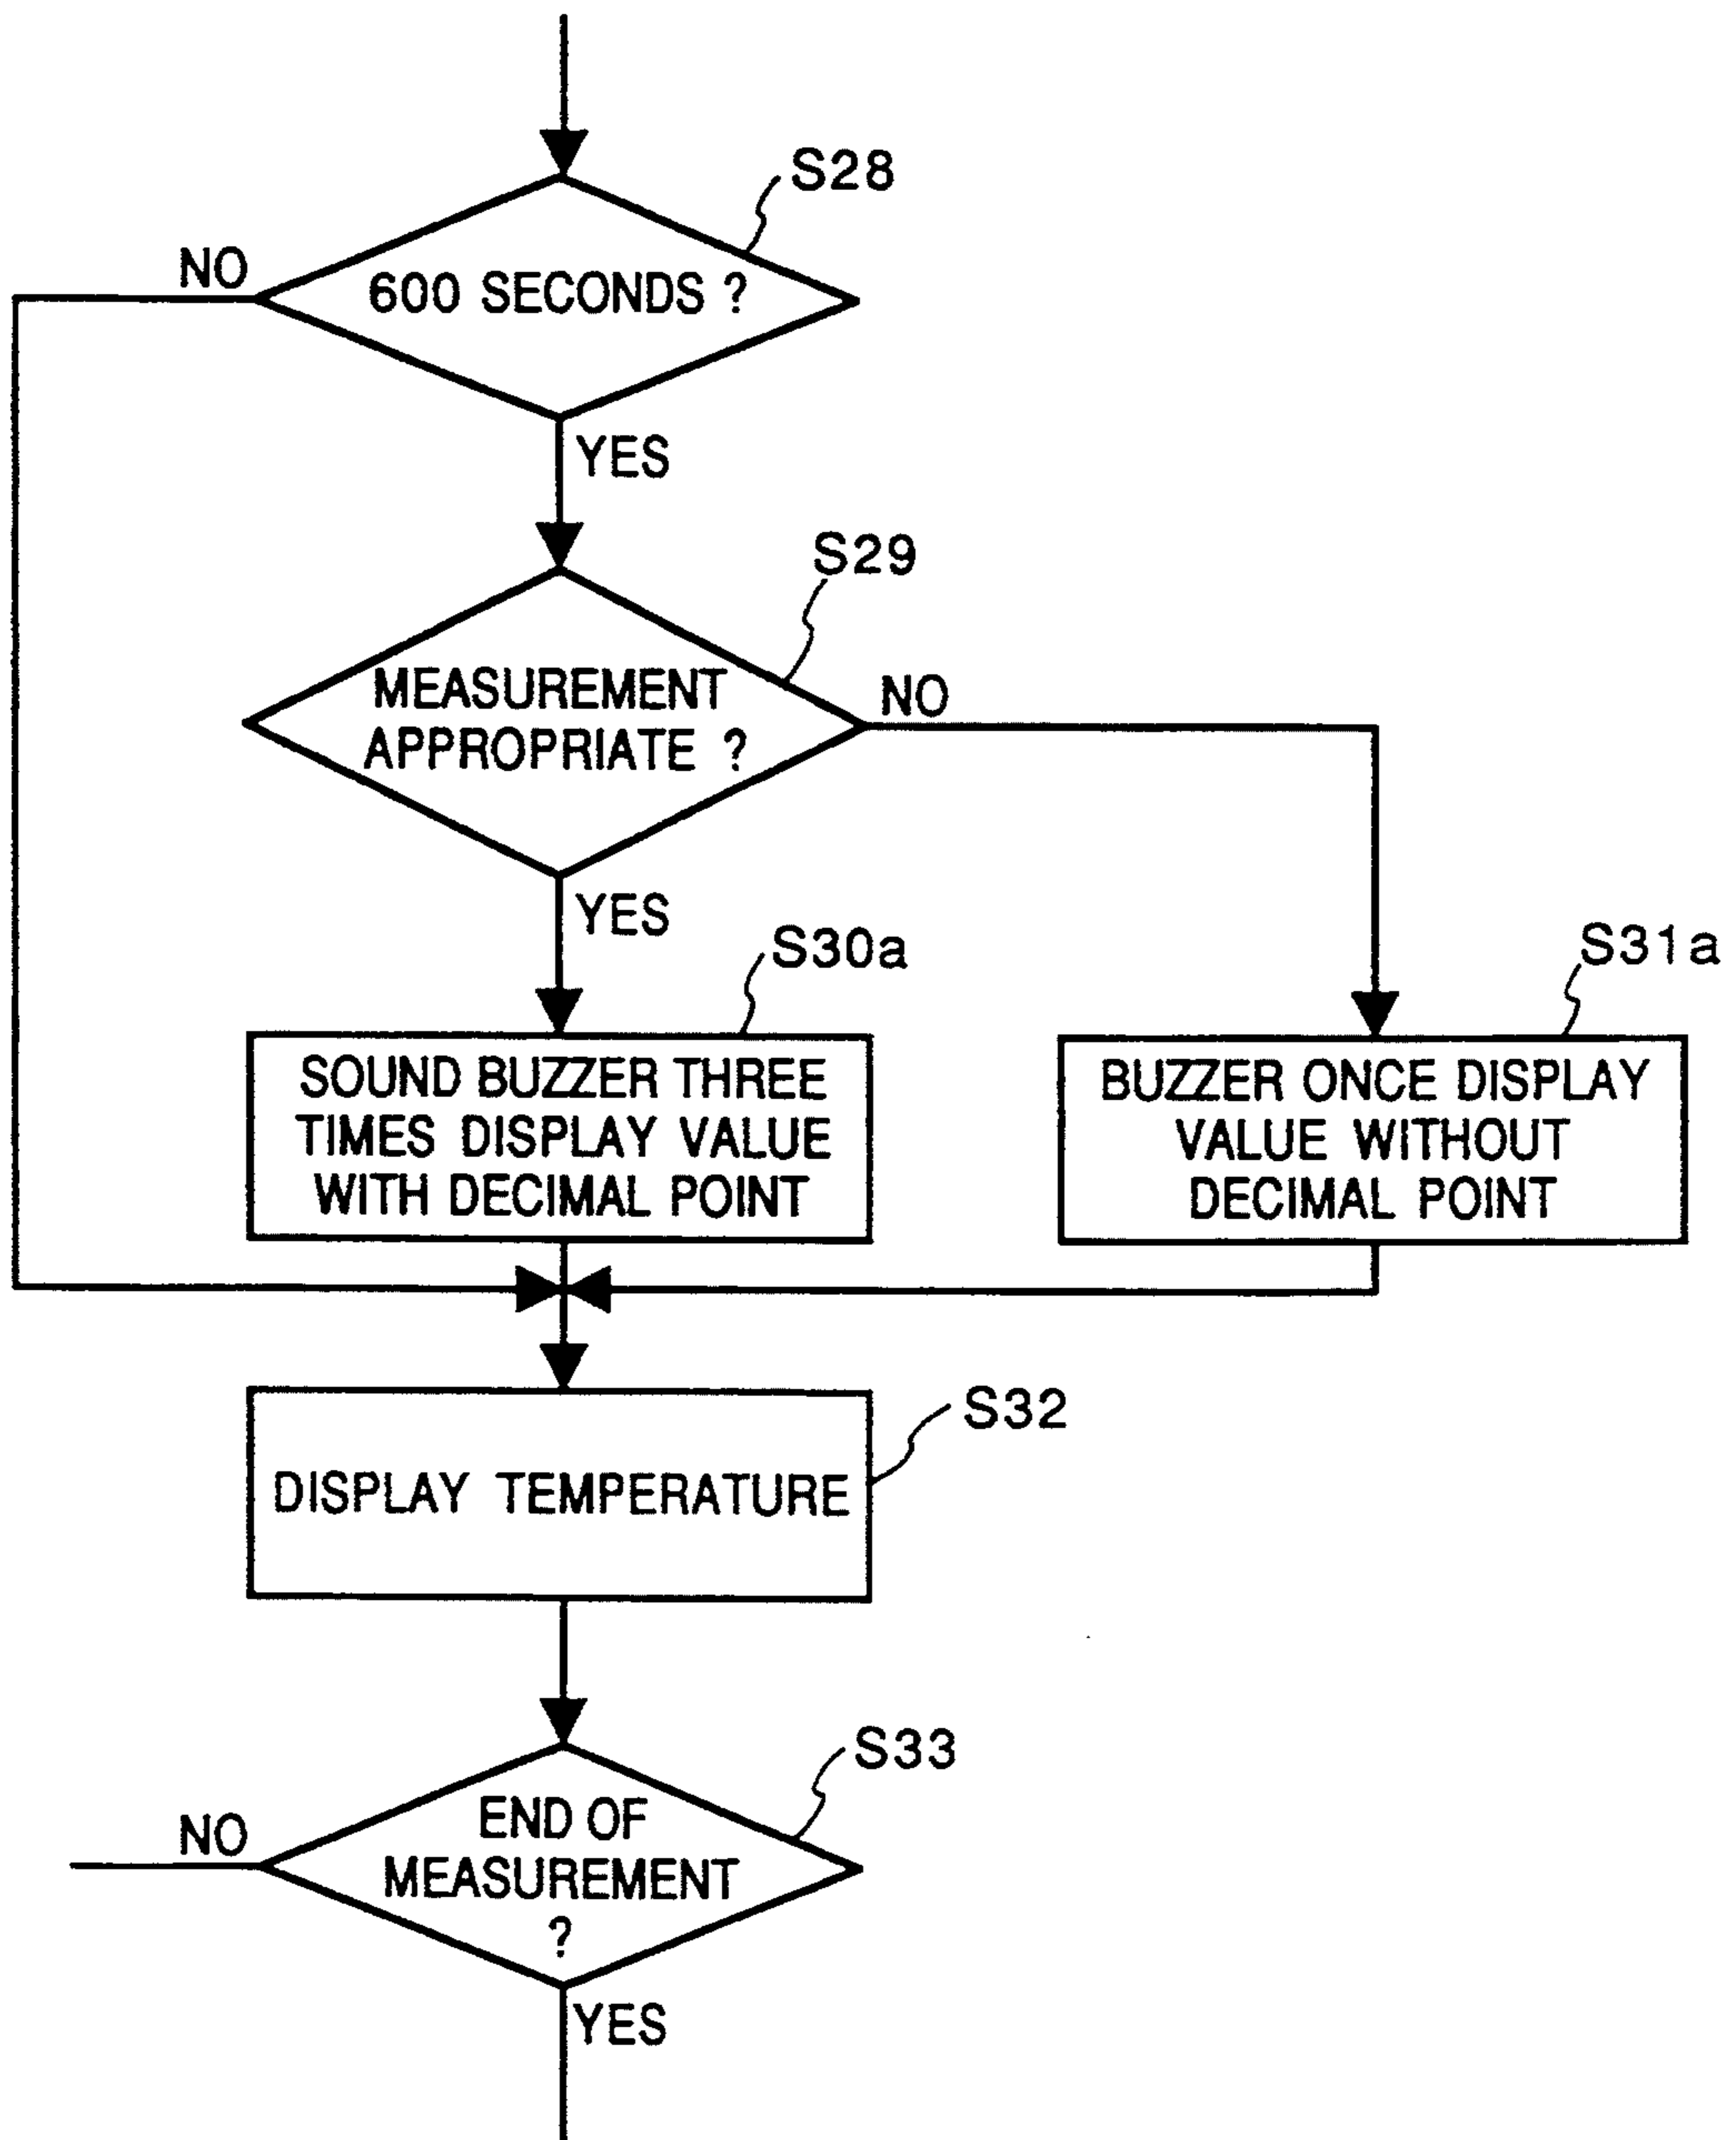 S28
NO
600 SECONDS ?
YES
S29
MEASUREMENT
APPROPRIATE ?
NO
YES
S30a
S31a
SOUND BUZZER THREE
TIMES DISPLAY VALUE
WITH DECIMAL POINT
BUZZER ONCE DISPLAY
VALUE WITHOUT
DECIMAL POINT
S32
DISPLAY TEMPERATURE
S33
NO
END OF
MEASUREMENT
?
YES